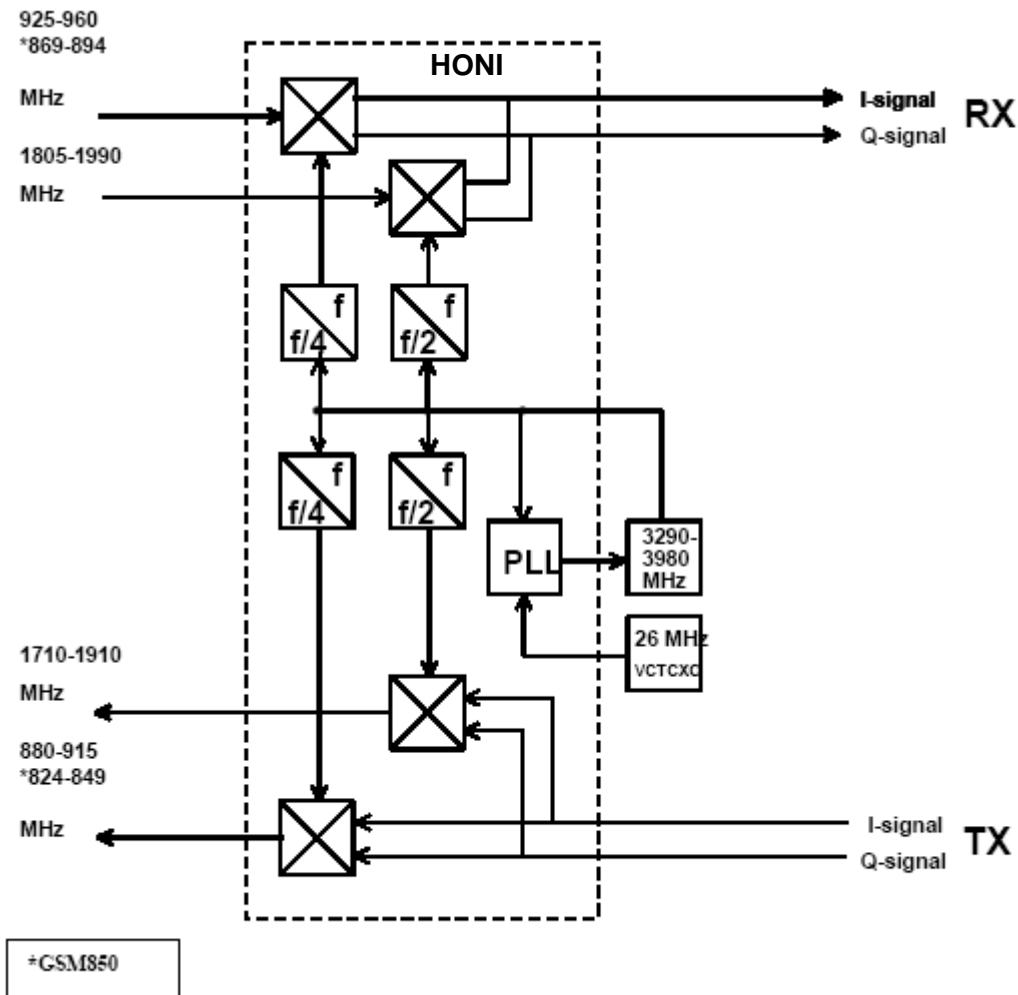 925-960
*869-894
MHz
HONI
I-signal
RX
Q-signal
1805-1990
MHz
f
f/4
f
f/2
f
f/4
f
f/2
PLL
3290-
3980
MHz
26 MHz
VCTCXO
1710-1910
MHz
880-915
*824-849
MHz
I-signal
TX
Q-signal
*GSM850